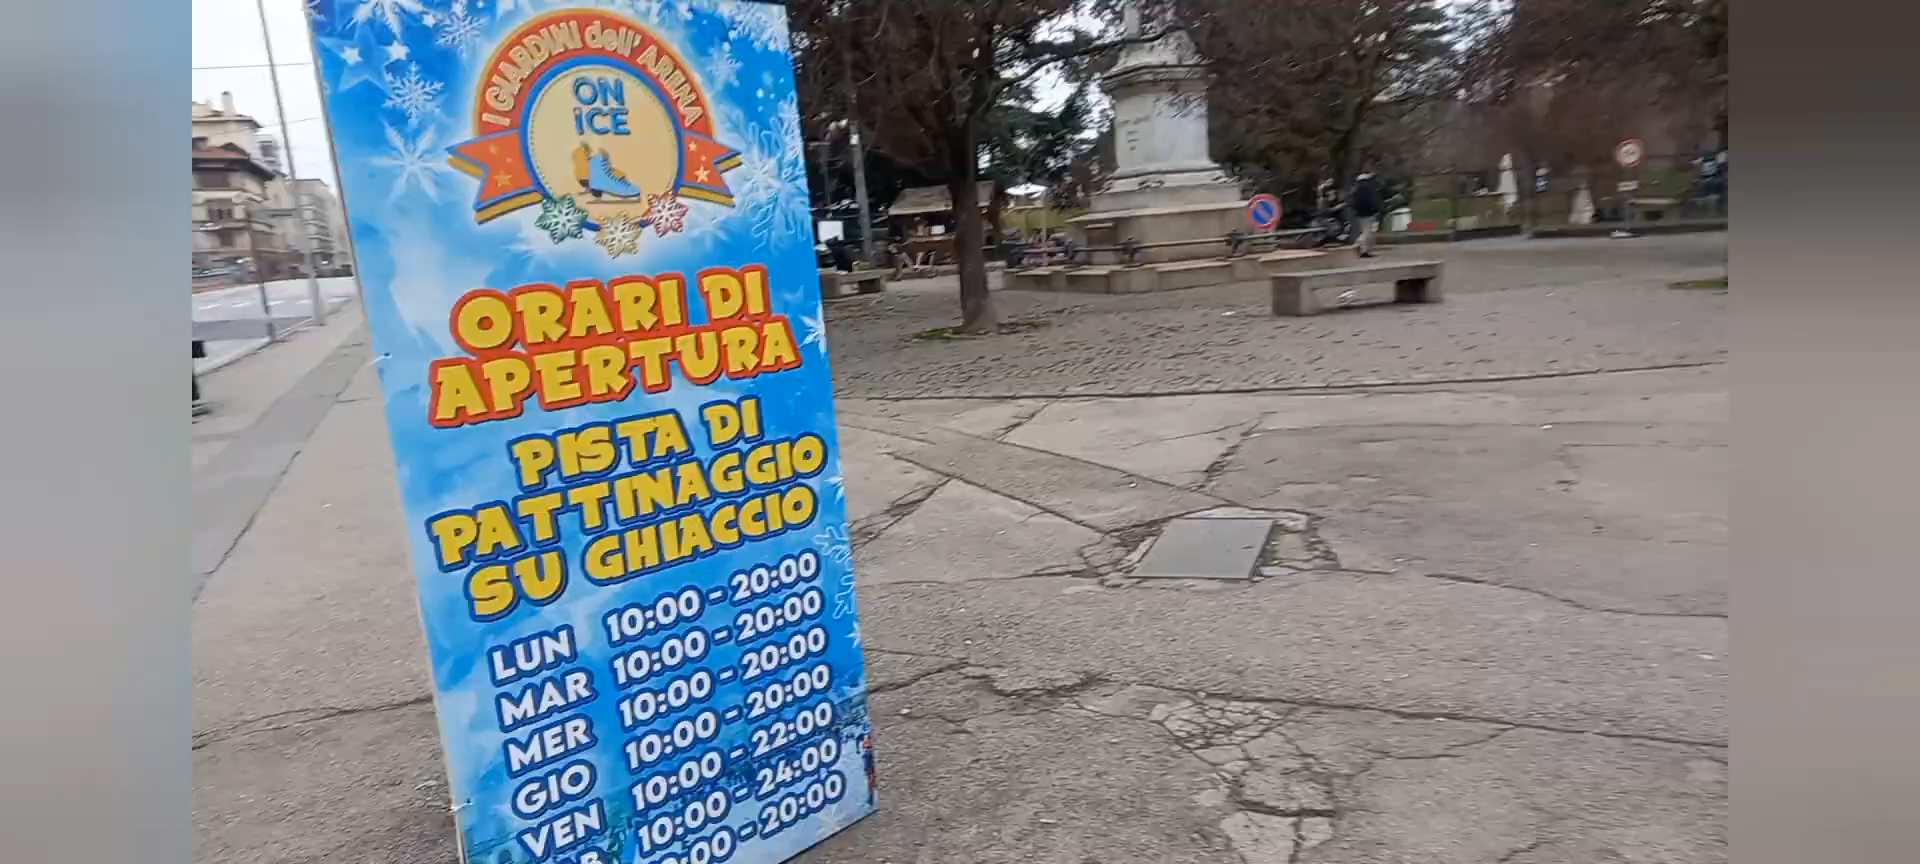 I GIARDINI dell' ARENA
ON
iCE
ORARI DI
APERTURA
PISTA DI
PATTINAGGIO
SU GHIACCIO
LUN 10:00 - 20:00
MAR 10:00 - 20:00
MER 10:00 - 20:00
GIO 10:00 - 20:00
VEN 10:00 - 22:00
10:00 - 24:00
:00 - 20:00